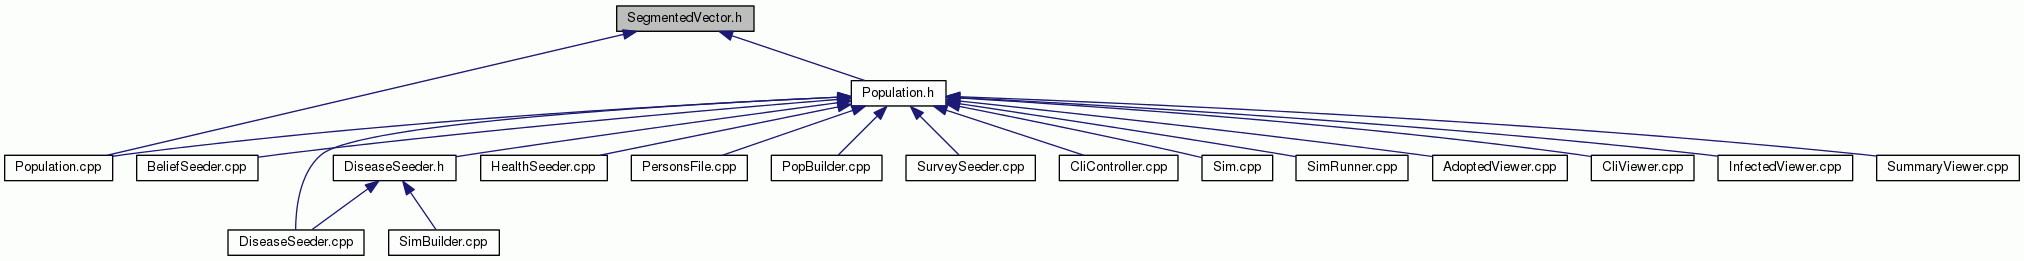 SegmentedVector.h
Population.h
Population.cpp
BeliefSeeder.cpp
DiseaseSeeder.h
HealthSeeder.cpp
PersonsFile.cpp
PopBuilder.cpp
SurveySeeder.cpp
CliController.cpp
Sim.cpp
SimRunner.cpp
AdoptedViewer.cpp
CliViewer.cpp
InfectedViewer.cpp
SummaryViewer.cpp
DiseaseSeeder.cpp
SimBuilder.cpp